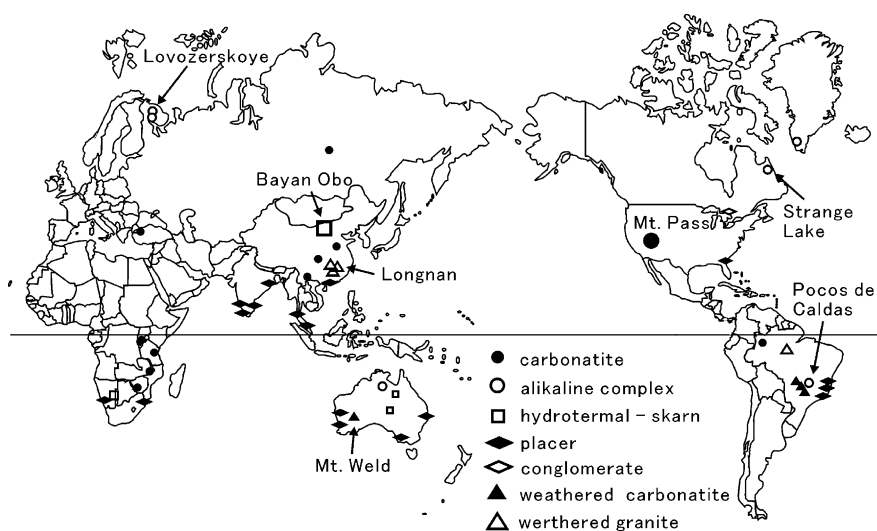 Lovozerskoye
Bayan Obo
Mt. Pass
Strange
Lake
Longnan
Pocos de
Caldas
carbonatite
alikaline complex
hydrotermal - skarn
placer
Mt. Weld
conglomerate
weathered carbonatite
werthered granite